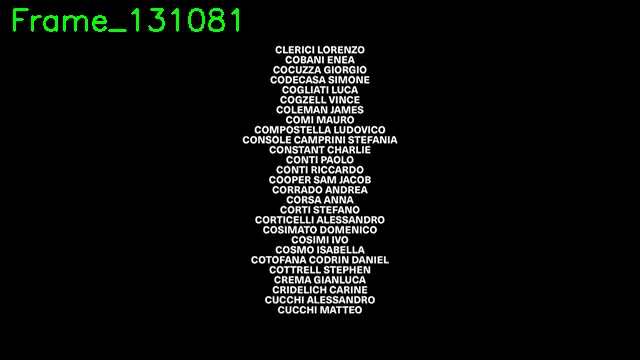 Frame_131081
CLERICI LORENZO
COBANI ENEA
COCUZZA GIORGIO
CODECASA SIMONE
COGLIATI LUCA
COGZELL VINCE
COLEMAN JAMES
COMI MAURO
COMPOSTELLA LUDOVICO
CONSOLE CAMPRINI STEFANIA
CONSTANT CHARLIE
CONTI PAOLO
CONTI RICCARDO
COOPER SAM JACOB
CORRADO ANDREA
CORSA ANNA
CORTI STEFANO
CORTICELLI ALESSANDRO
COSIMATO DOMENICO
COSIMI IVO
COSMO ISABELLA
COTOFANA CODRIN DANIEL
COTTRELL STEPHEN
CREMA GIANLUCA
CRIDELICH CARINE
CUCCHI ALESSANDRO
CUCCHI MATTEO